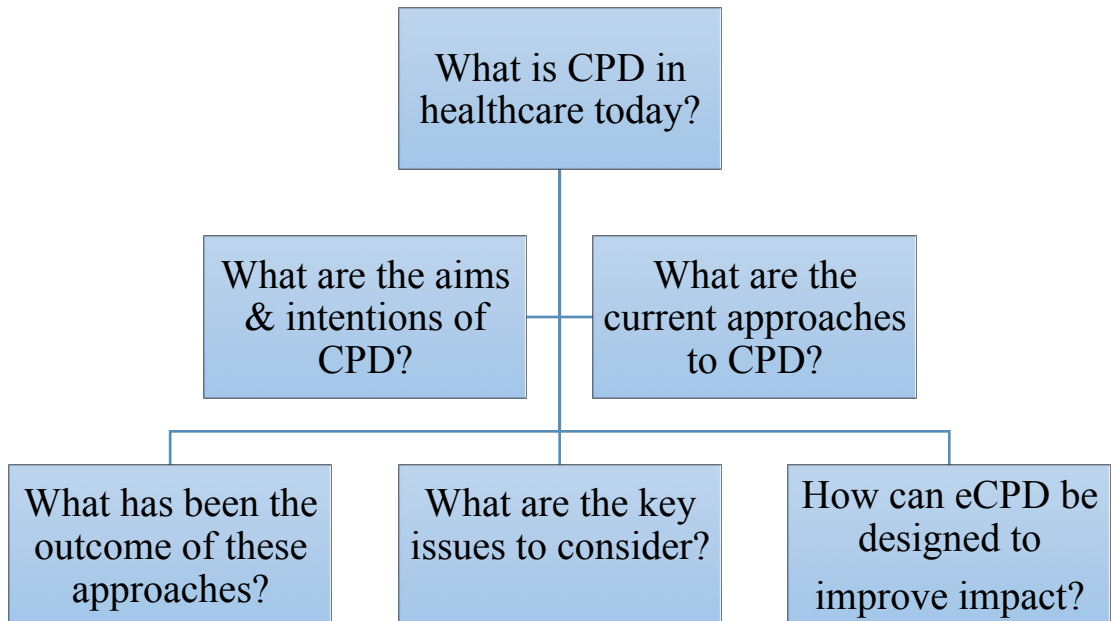 What is CPD in
healthcare today?
What are the aims
& intentions of
CPD?
What are the
current approaches
to CPD?
What has been the
outcome of these
approaches?
What are the key
issues to consider?
How can eCPD be
designed to
improve impact?